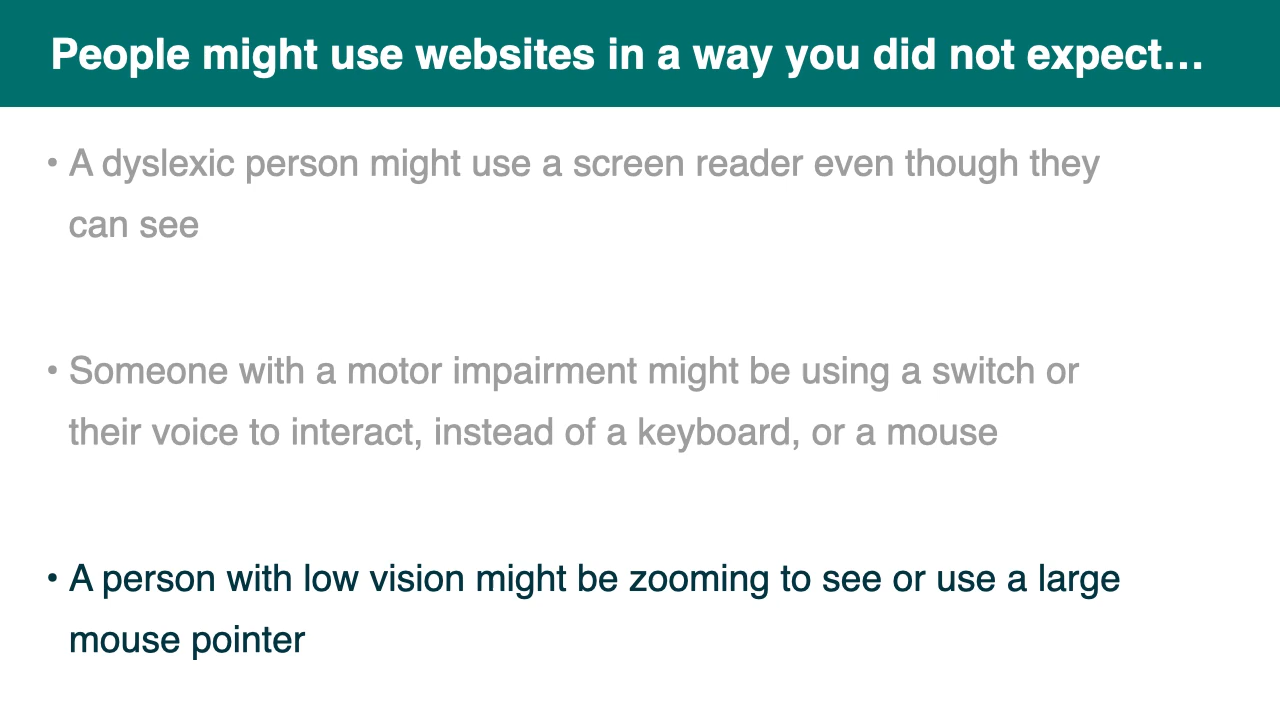 People might use websites in a way you did not expect…
• A dyslexic person might use a screen reader even though they
can see
• Someone with a motor impairment might be using a switch or
their voice to interact, instead of a keyboard, or a mouse
• A person with low vision might be zooming to see or use a large
mouse pointer